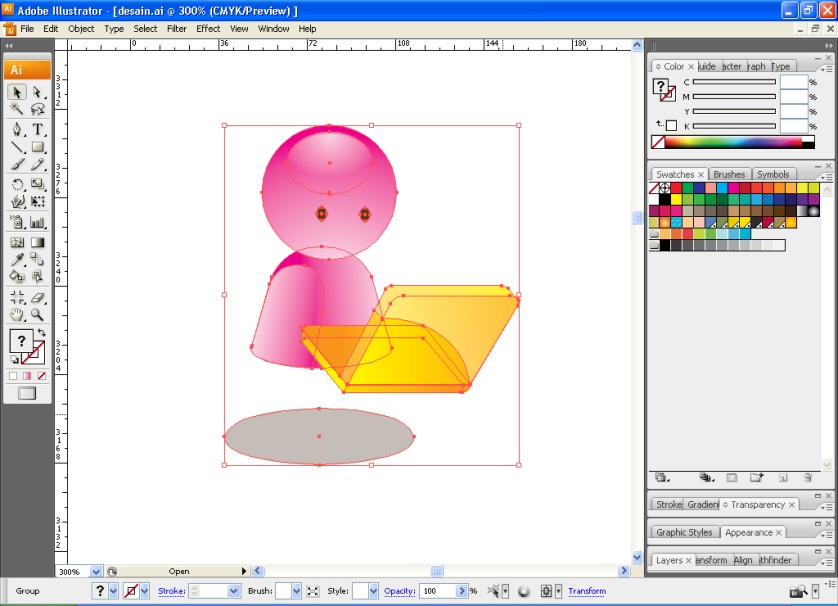 Adobe Illustrator - [desain.ai @ 300% (CMYK/Preview) ]
File Edit Object Type Select Filter Effect View Window Help
0 36 72 108 144 180
Ai
Color × uide acter raph Type
C %
M %
Y %
K %
Swatches × Brushes Symbols
?
?
Stroke Gradien Transparency ×
Graphic Styles Appearance ×
Layers × ansform Align thfinder
300% Open
Group ? Stroke: Brush: Style: Opacity: 100 % Transform